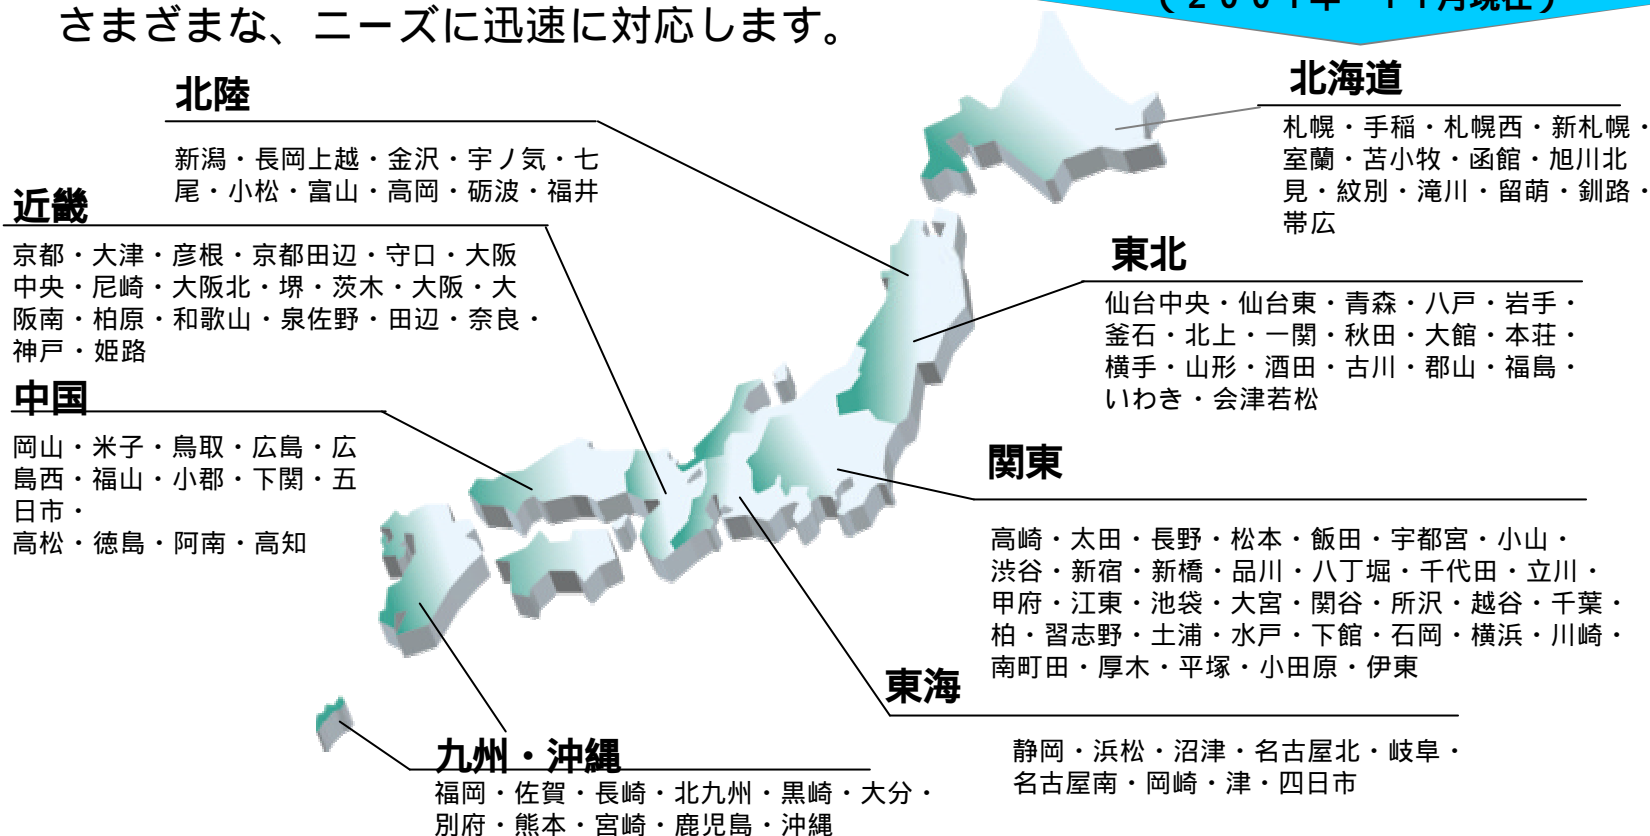 さまざまな、ニーズに迅速に対応します。
(２００１年　１１月現在)
北陸
新潟・長岡上越・金沢・宇ノ気・七
尾・小松・富山・高岡・砺波・福井
北海道
札幌・手稲・札幌西・新札幌・
室蘭・苫小牧・函館・旭川北
見・紋別・滝川・留萌・釧路・
帯広
近畿
京都・大津・彦根・京都田辺・守口・大阪
中央・尼崎・大阪北・堺・茨木・大阪・大
阪南・柏原・和歌山・泉佐野・田辺・奈良・
神戸・姫路
東北
仙台中央・仙台東・青森・八戸・岩手・
釜石・北上・一関・秋田・大館・本荘・
横手・山形・酒田・古川・郡山・福島・
いわき・会津若松
中国
岡山・米子・鳥取・広島・広
島西・福山・小郡・下関・五
日市・
高松・徳島・阿南・高知
関東
高崎・太田・長野・松本・飯田・宇都宮・小山・
渋谷・新宿・新橋・品川・八丁堀・千代田・立川・
甲府・江東・池袋・大宮・関谷・所沢・越谷・千葉・
柏・習志野・土浦・水戸・下館・石岡・横浜・川崎・
南町田・厚木・平塚・小田原・伊東
東海
静岡・浜松・沼津・名古屋北・岐阜・
名古屋南・岡崎・津・四日市
九州・沖縄
福岡・佐賀・長崎・北九州・黒崎・大分・
別府・熊本・宮崎・鹿児島・沖縄